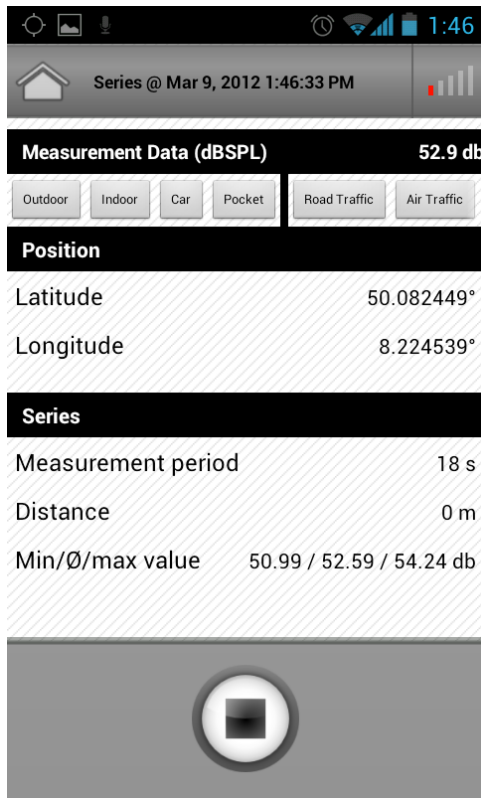 1:46
Series @ Mar 9, 2012 1:46:33 PM
Measurement Data (dBSPL) 52.9 db
Outdoor Indoor Car Pocket Road Traffic Air Traffic
Position
Latitude 50.082449°
Longitude 8.224539°
Series
Measurement period 18 s
Distance 0 m
Min/Ø/max value 50.99 / 52.59 / 54.24 db